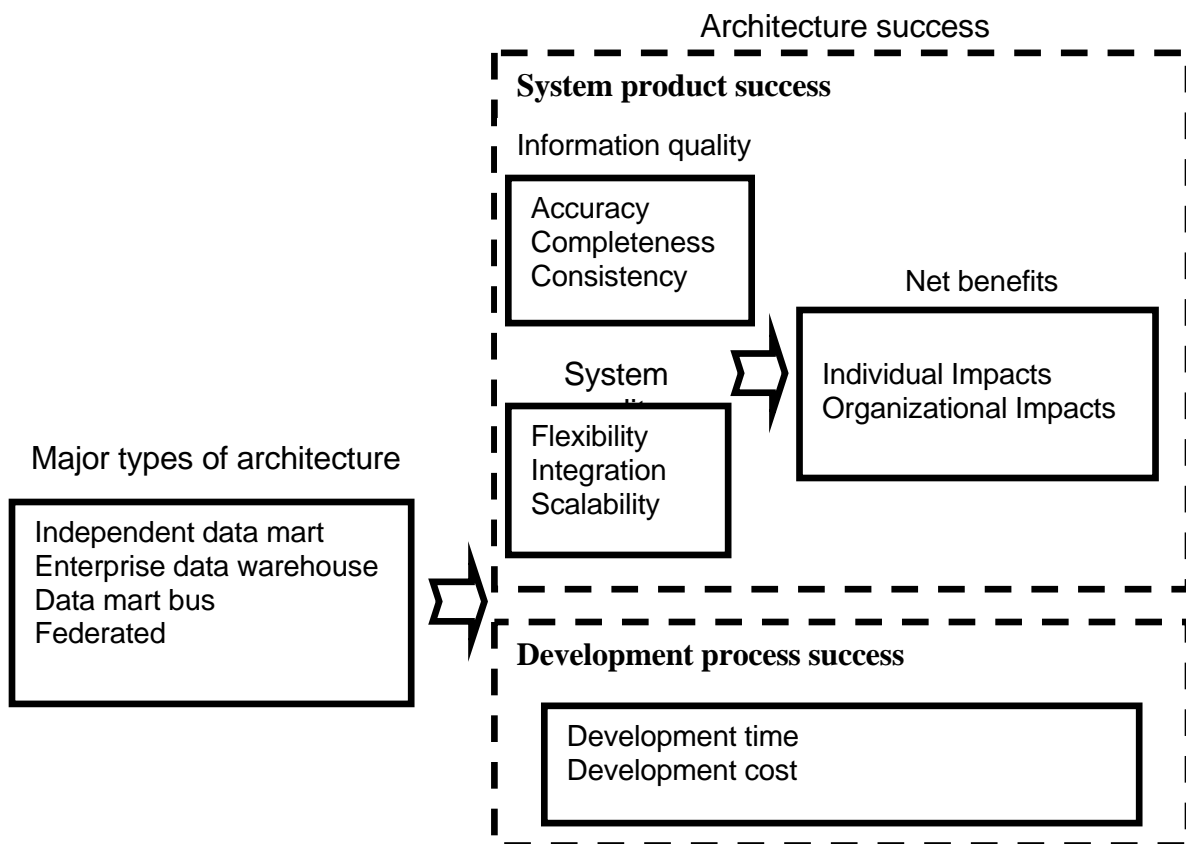 Architecture success
System product success
Information quality
Accuracy
Completeness
Consistency
Net benefits
System
Individual Impacts
Organizational Impacts
Flexibility
Integration
Scalability
Major types of architecture
Independent data mart
Enterprise data warehouse
Data mart bus
Federated
Development process success
Development time
Development cost